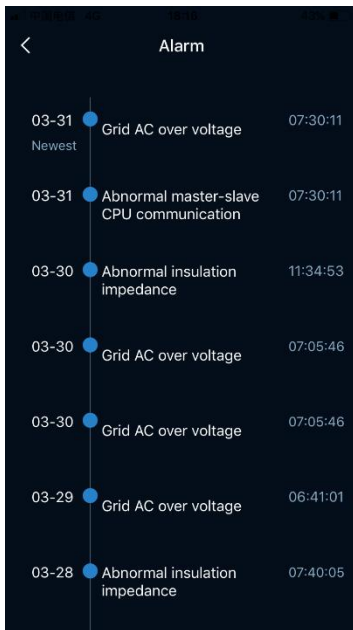 Alarm
03-31 Grid AC over voltage 07:30:11
Newest
03-31 Abnormal master-slave 07:30:11
CPU communication
03-30 Abnormal insulation 11:34:53
impedance
03-30 Grid AC over voltage 07:05:46
03-30 Grid AC over voltage 07:05:46
03-29 Grid AC over voltage 06:41:01
03-28 Abnormal insulation 07:40:05
impedance